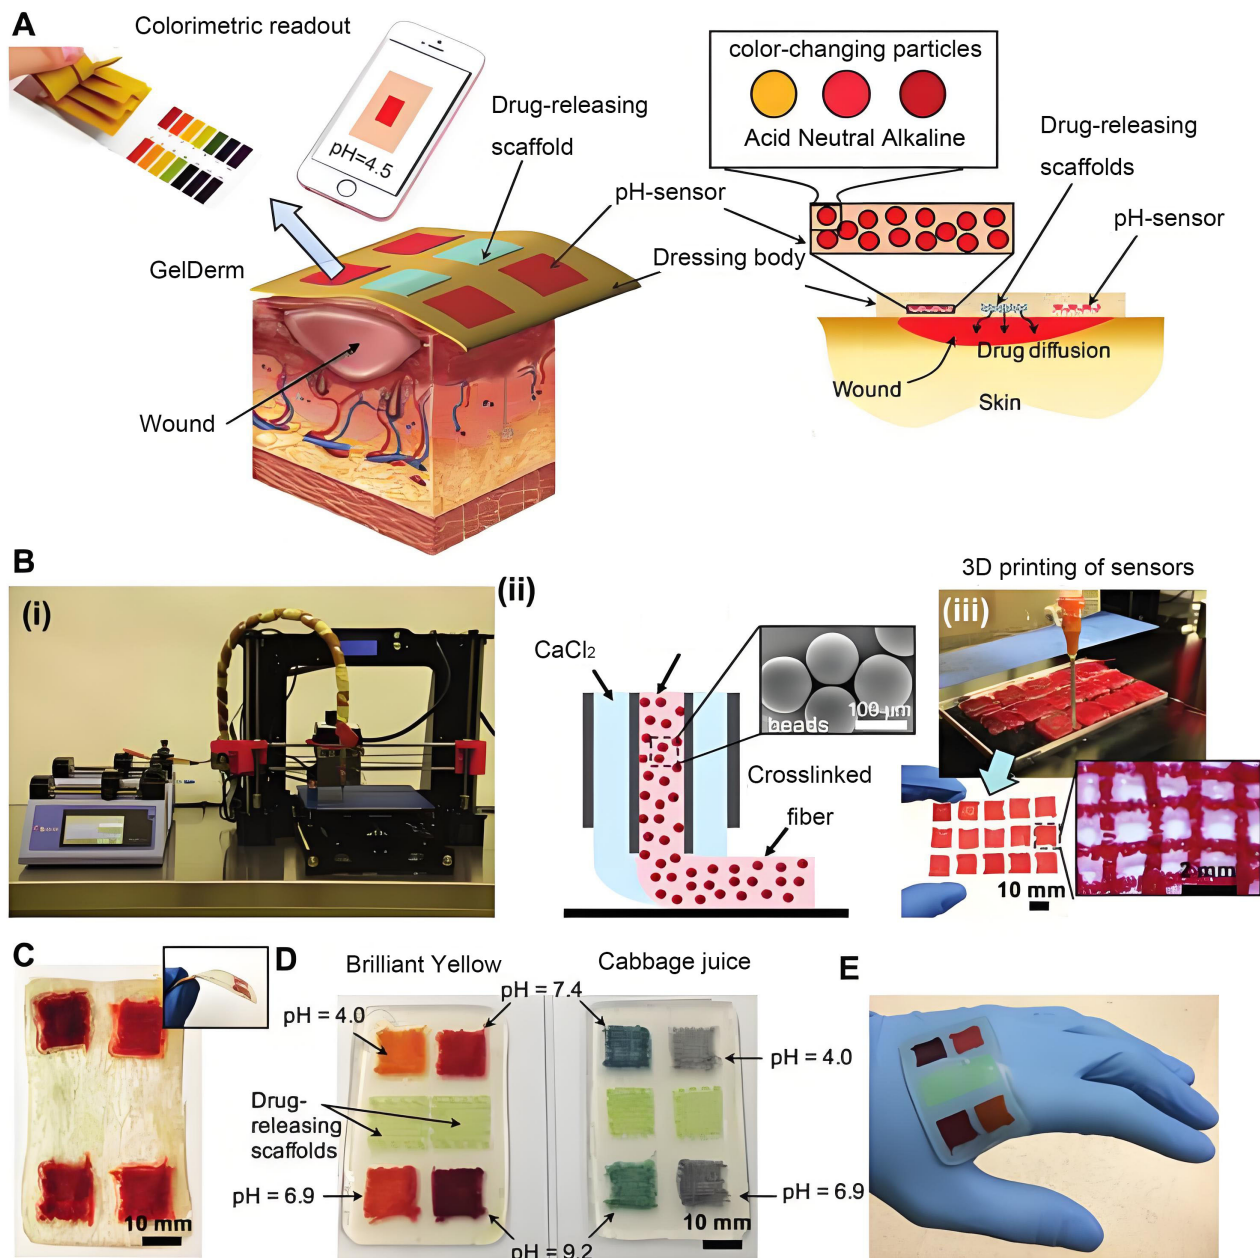 A
Colorimetric readout
pH=4.5
Drug-releasing
scaffold
pH-sensor
GelDerm
Dressing body
Wound
color-changing particles
Acid Neutral Alkaline
Drug-releasing
scaffolds
pH-sensor
Drug diffusion
Wound
Skin
B
(i)
(ii)
CaCl2
beads
100 µm
Crosslinked
fiber
3D printing of sensors
(iii)
10 mm
2 mm
C
10 mm
D
Brilliant Yellow
Cabbage juice
pH = 7.4
pH = 4.0
pH = 4.0
Drug-
releasing
scaffolds
pH = 6.9
pH = 6.9
pH = 9.2
10 mm
E